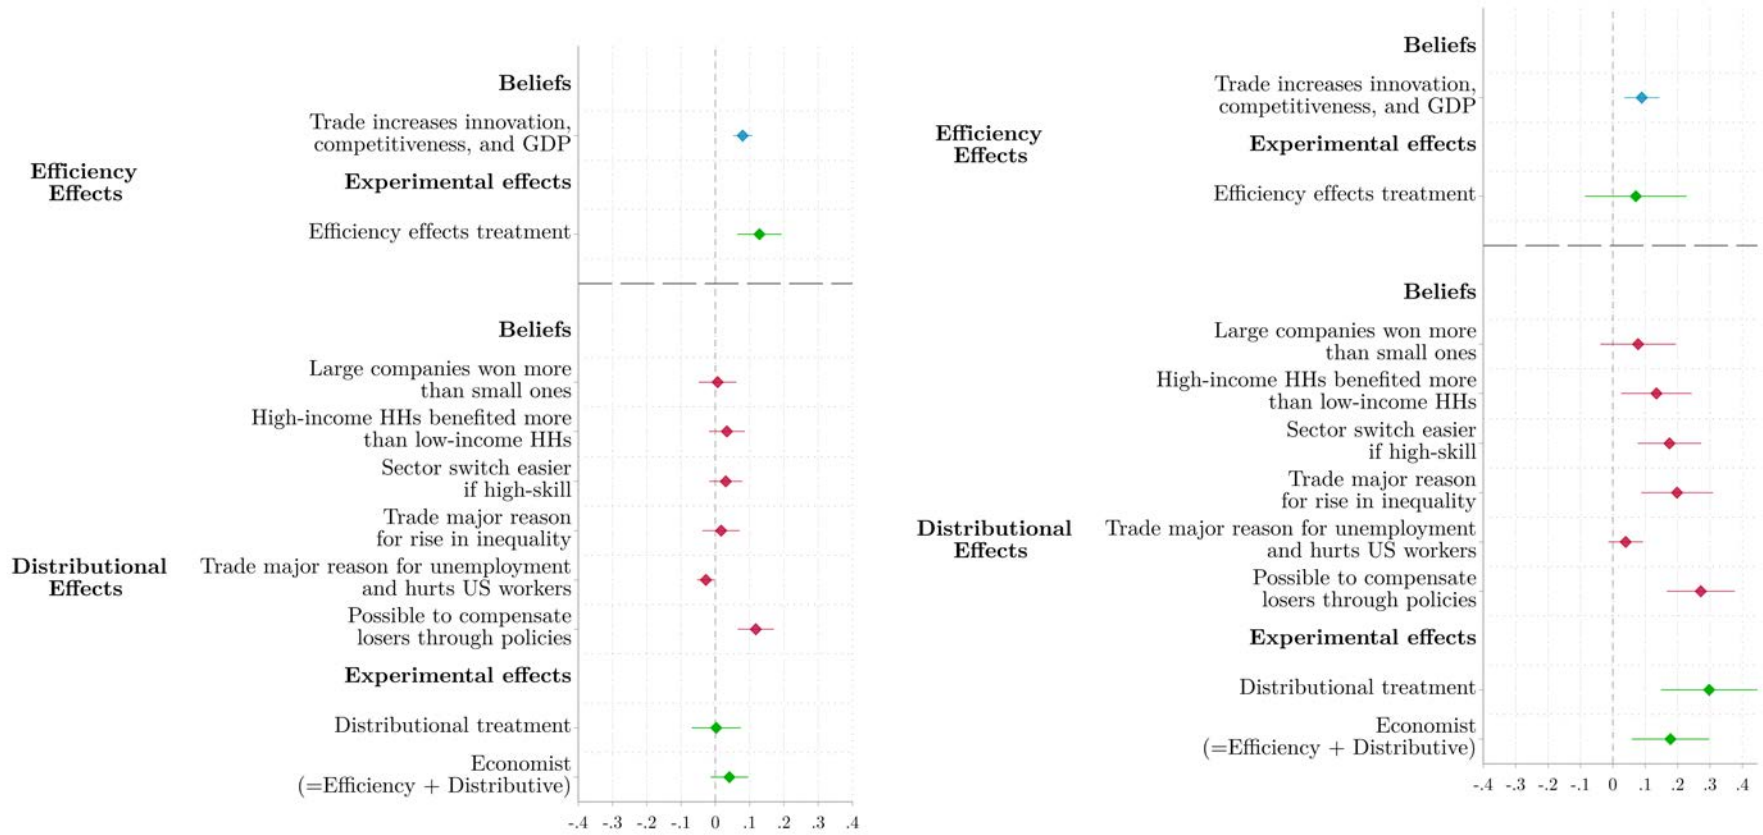 Beliefs
Trade increases innovation,
competitiveness, and GDP
Efficiency
Effects
Experimental effects
Efficiency effects treatment
Beliefs
Large companies won more
than small ones
High-income HHs benefited more
than low-income HHs
Sector switch easier
if high-skill
Trade major reason
for rise in inequality
Distributional
Effects
Trade major reason for unemployment
and hurts US workers
Possible to compensate
losers through policies
Experimental effects
Distributional treatment
Economist
(=Efficiency + Distributive)
-.4 -.3 -.2 -.1 0 .1 .2 .3 .4
Beliefs
Trade increases innovation,
competitiveness, and GDP
Efficiency
Effects
Experimental effects
Efficiency effects treatment
Beliefs
Large companies won more
than small ones
High-income HHs benefited more
than low-income HHs
Sector switch easier
if high-skill
Trade major reason
for rise in inequality
Distributional
Effects
Trade major reason for unemployment
and hurts US workers
Possible to compensate
losers through policies
Experimental effects
Distributional treatment
Economist
(=Efficiency + Distributive)
-.4 -.3 -.2 -.1 0 .1 .2 .3 .4